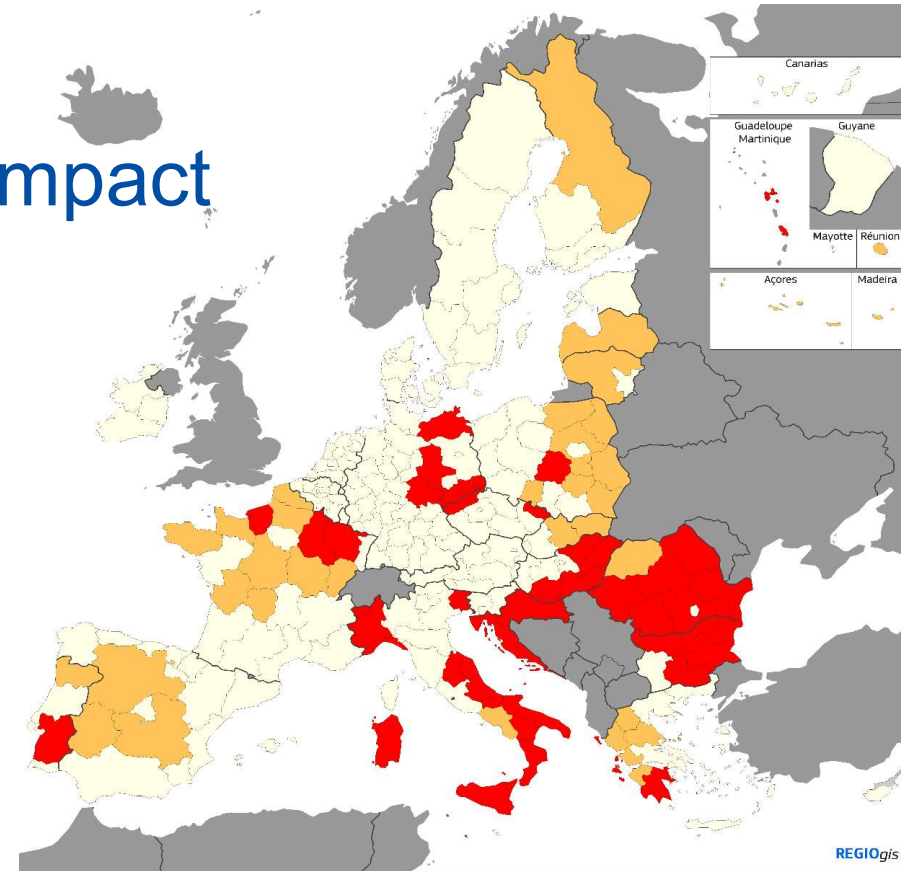 mpact
Canarias
Guadeloupe
Martinique
Guyane
Mayotte
Réunion
Açores
Madeira
REGIOgis